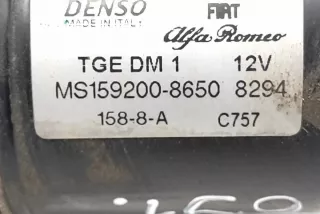 DENSO FIAT
MADE IN ITALY Alfa Romeo
TGE DM 1 12V
MS159200-8650 8294
158-8-A C757